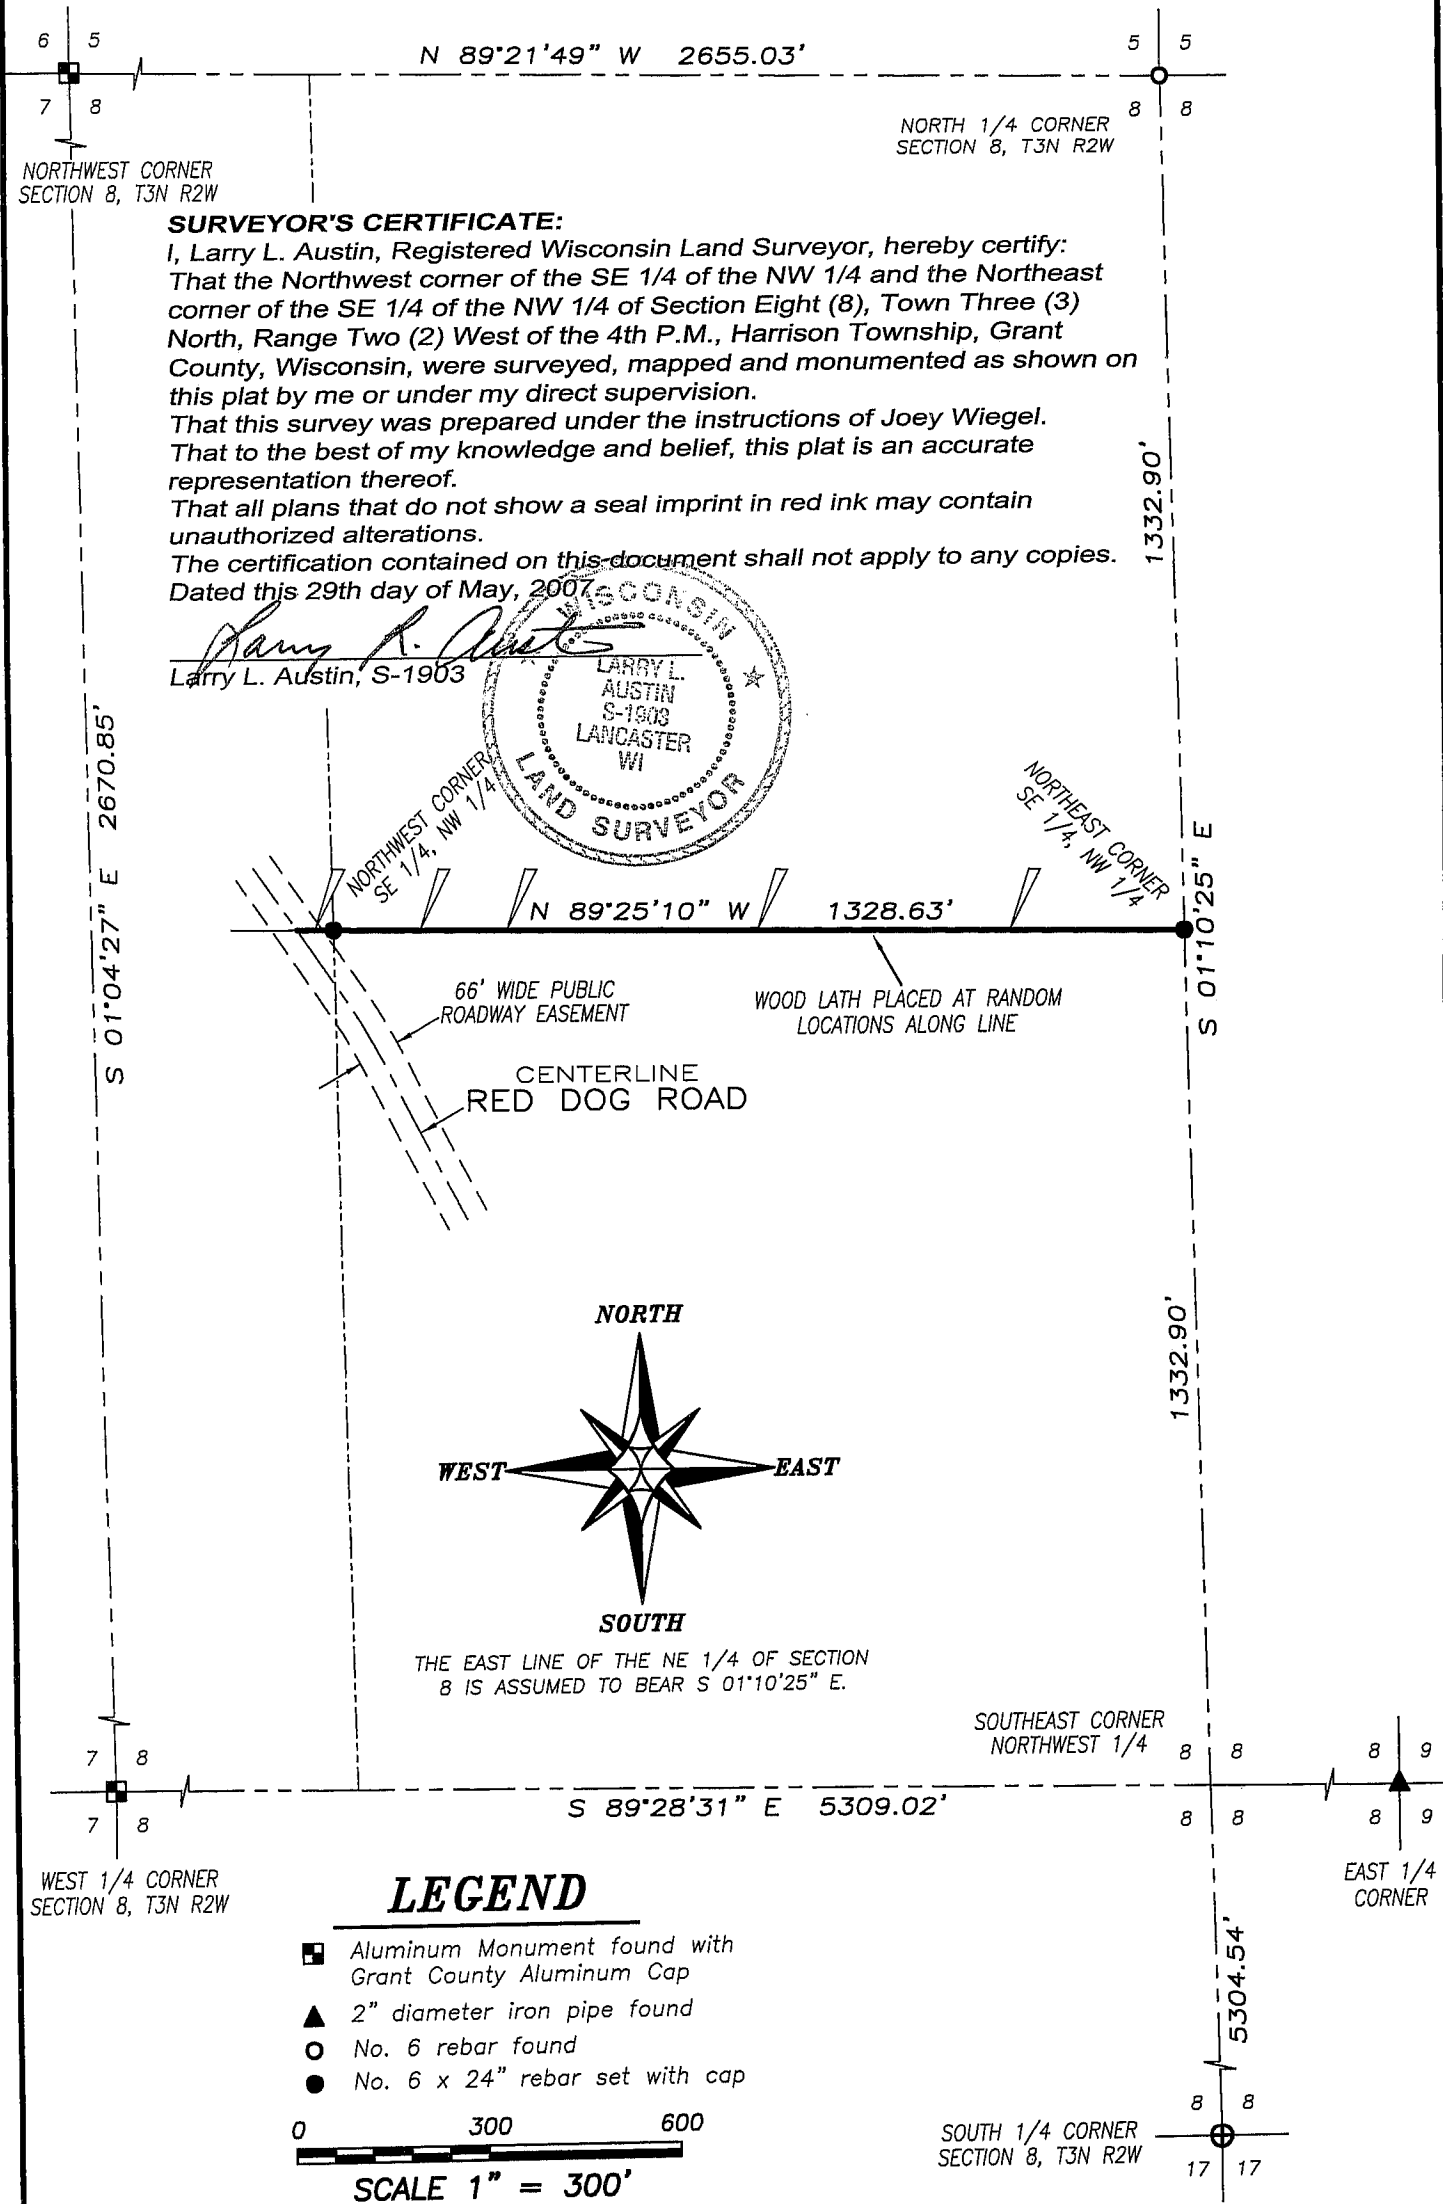 6 5
N 89°21'49" W 2655.03'
5 5
7 8
8 8
NORTH 1/4 CORNER
SECTION 8, T3N R2W
NORTHWEST CORNER
SECTION 8, T3N R2W
SURVEYOR'S CERTIFICATE:
I, Larry L. Austin, Registered Wisconsin Land Surveyor, hereby certify:
That the Northwest corner of the SE 1/4 of the NW 1/4 and the Northeast
corner of the SE 1/4 of the NW 1/4 of Section Eight (8), Town Three (3)
North, Range Two (2) West of the 4th P.M., Harrison Township, Grant
County, Wisconsin, were surveyed, mapped and monumented as shown on
this plat by me or under my direct supervision.
That this survey was prepared under the instructions of Joey Wiegel.
That to the best of my knowledge and belief, this plat is an accurate
representation thereof.
That all plans that do not show a seal imprint in red ink may contain
unauthorized alterations.
The certification contained on this document shall not apply to any copies.
Dated this 29th day of May, 2007.
Larry L. Austin, S-1903
WISCONSIN
LARRY L.
AUSTIN
S-1903
LANCASTER
WI
LAND SURVEYOR
1332.90'
S 01°04'27" E 2670.85'
NORTHWEST CORNER
SE 1/4, NW 1/4
NORTHEAST CORNER
SE 1/4, NW 1/4
S 01°10'25" E
N 89°25'10" W 1328.63'
66' WIDE PUBLIC
ROADWAY EASEMENT
WOOD LATH PLACED AT RANDOM
LOCATIONS ALONG LINE
CENTERLINE
RED DOG ROAD
1332.90'
NORTH
WEST
EAST
SOUTH
THE EAST LINE OF THE NE 1/4 OF SECTION
8 IS ASSUMED TO BEAR S 01°10'25" E.
SOUTHEAST CORNER
NORTHWEST 1/4
7 8
8 8
8 9
S 89°28'31" E 5309.02'
7 8
8 8
8 9
WEST 1/4 CORNER
SECTION 8, T3N R2W
EAST 1/4
CORNER
LEGEND
Aluminum Monument found with
Grant County Aluminum Cap
2" diameter iron pipe found
No. 6 rebar found
No. 6 x 24" rebar set with cap
5304.54'
0 300 600
SCALE 1" = 300'
8 8
SOUTH 1/4 CORNER
SECTION 8, T3N R2W
17 17